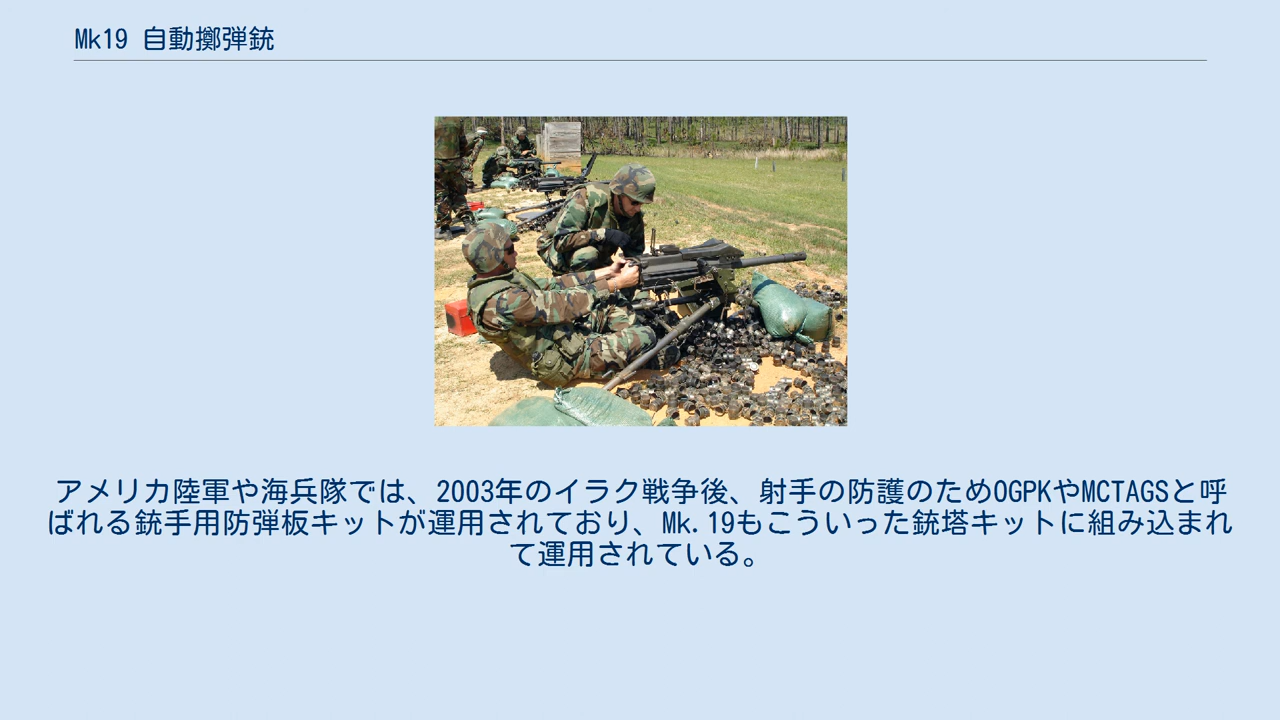 Mk19 自動擲弾銃
アメリカ陸軍や海兵隊では、2003年のイラク戦争後、射手の防護のためOGPKやMCTAGSと呼
ばれる銃手用防弾板キットが運用されており、Mk.19もこういった銃塔キットに組み込まれ
て運用されている。